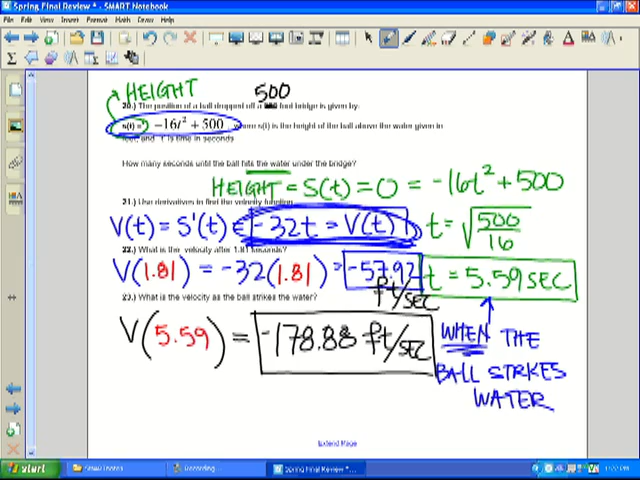 Spring Final Review * - SMART Notebook
File Edit View Insert Format Draw Help
HEIGHT
500
20.) The position of a ball dropped off a foot bridge is given by:
s(t) = -16t² + 500 where s(t) is the height of the ball above the water given in
feet, and t is time in seconds
How many seconds until the ball hits the water under the bridge?
HEIGHT = S(t) = 0 = -16t² + 500
21.) Use derivatives to find the velocity function
V(t) = S'(t) = -32t = V(t)
t = √500/16
22.) What is the velocity after 1.81 seconds?
V(1.81) = -32(1.81) = -57.92 ft/SEC
t = 5.59 SEC
23.) What is the velocity as the ball strikes the water?
V(5.59) = -178.88 ft/SEC
WHEN THE
BALL STRIKES
WATER
Extend Page
start
Recording...
Spring Final Review *...